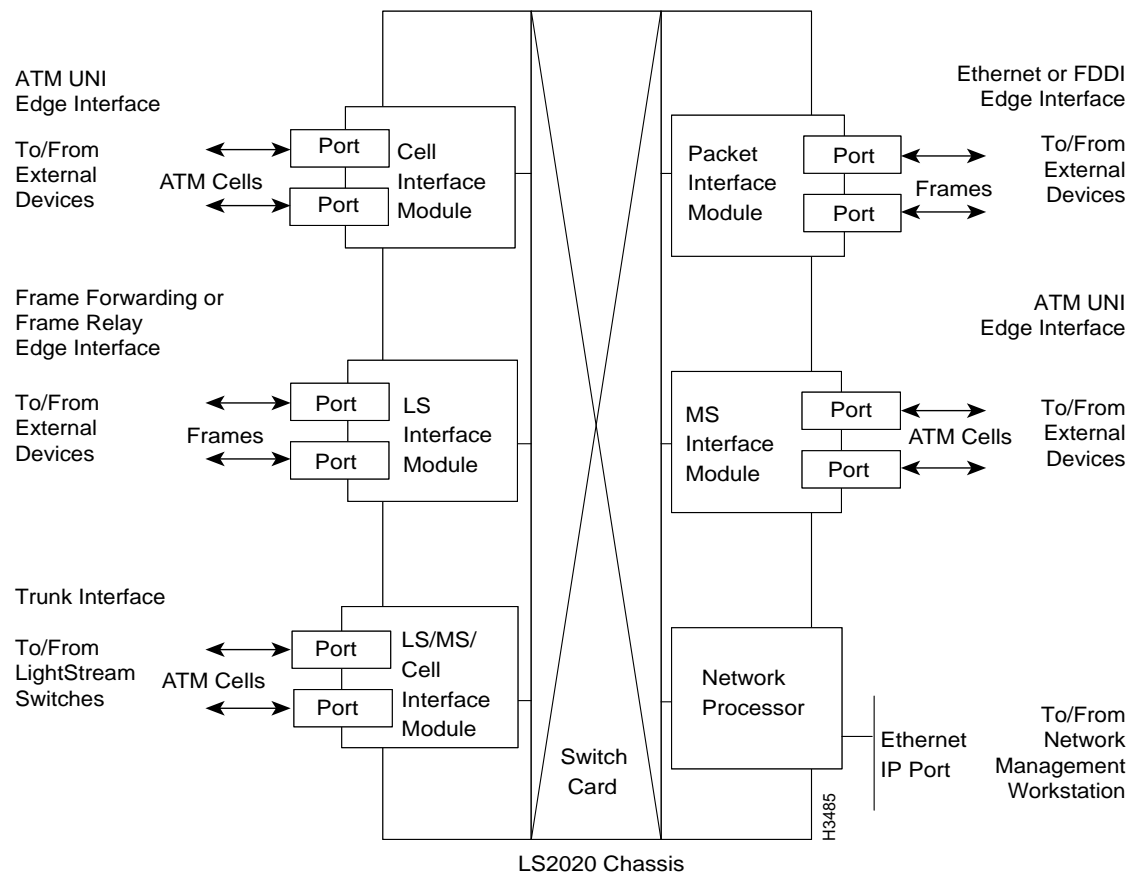 ATM UNI
Edge Interface
To/From
External
Devices
ATM Cells
Port
Port
Cell
Interface
Module
Frame Forwarding or
Frame Relay
Edge Interface
To/From
External
Devices
Frames
Port
Port
LS
Interface
Module
Trunk Interface
To/From
LightStream
Switches
ATM Cells
Port
Port
LS/MS/
Cell
Interface
Module
Switch
Card
Ethernet or FDDI
Edge Interface
Packet
Interface
Module
Port
Port
Frames
To/From
External
Devices
ATM UNI
Edge Interface
MS
Interface
Module
Port
Port
ATM Cells
To/From
External
Devices
Network
Processor
Ethernet
IP Port
To/From
Network
Management
Workstation
H3485
LS2020 Chassis